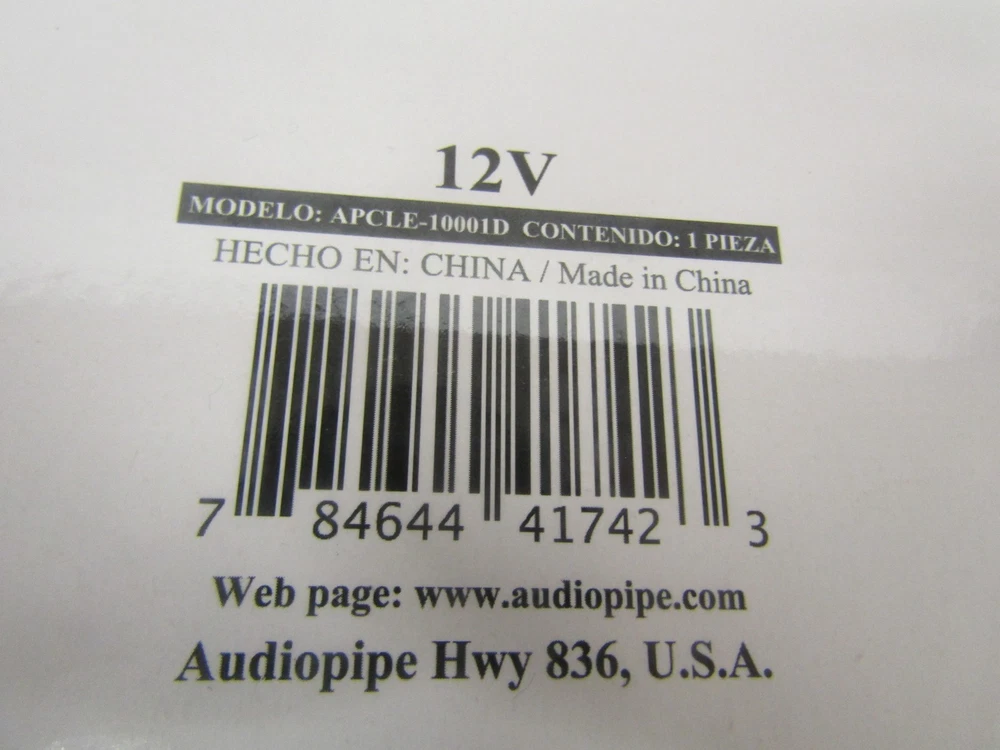 12V
MODELO: APCLE-10001D CONTENIDO: 1 PIEZA
HECHO EN: CHINA / Made in China
7 84644 41742 3
Web page: www.audiopipe.com
Audiopipe Hwy 836, U.S.A.